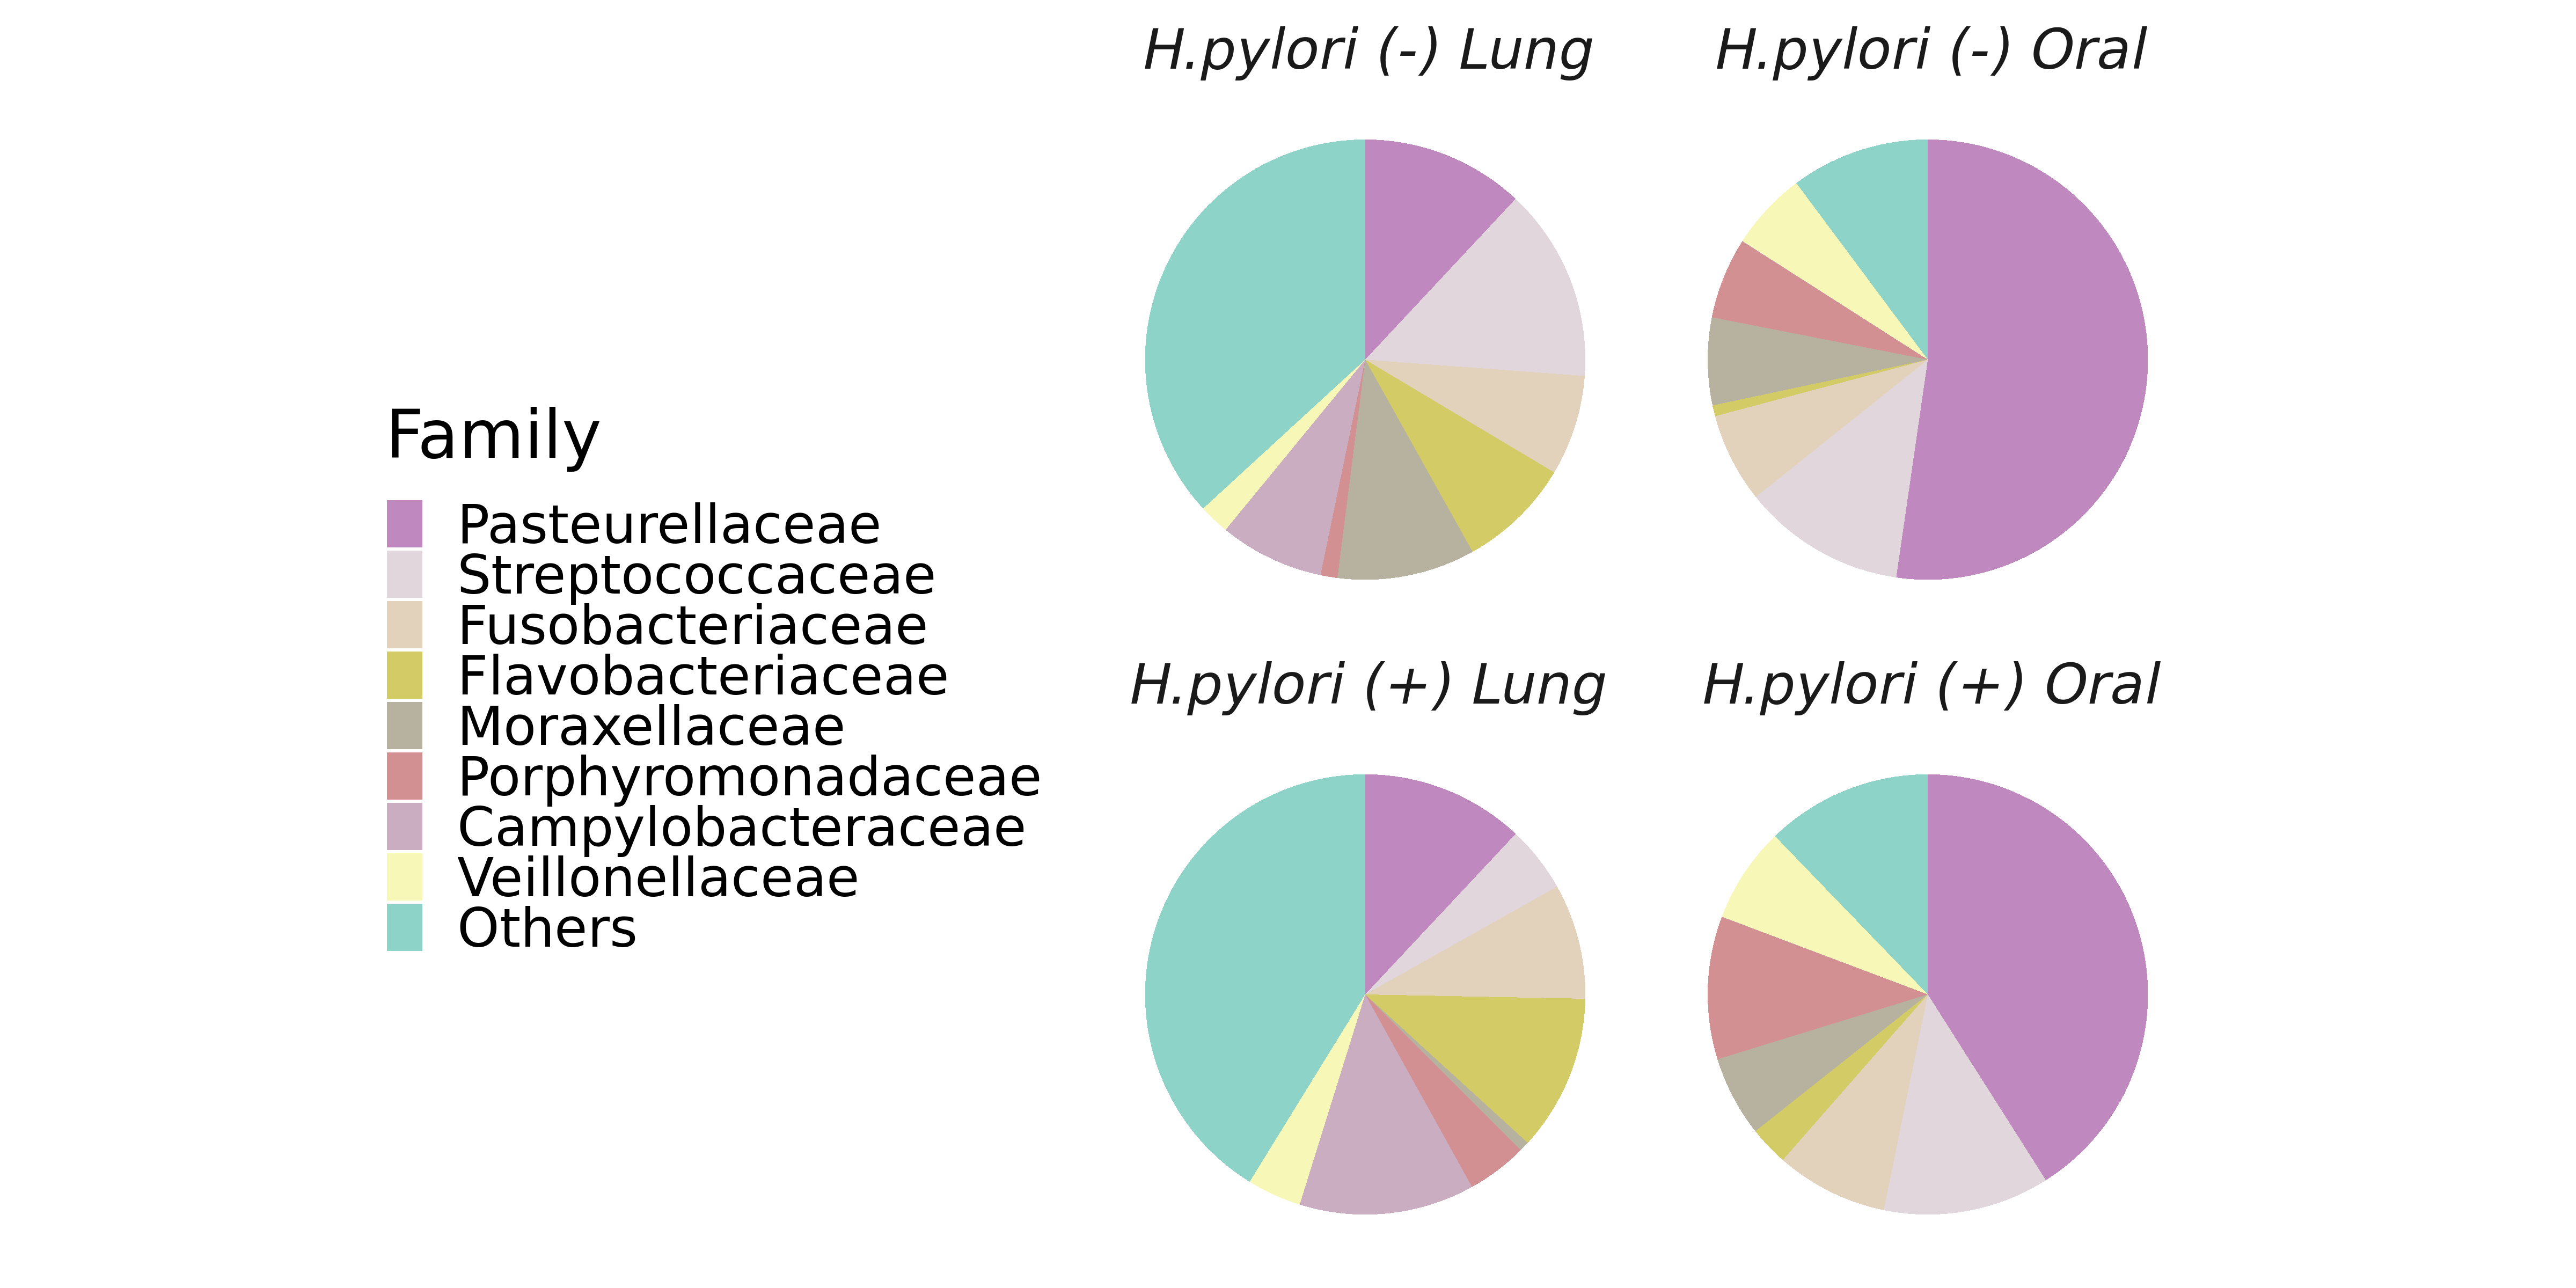 H.pylori (-) Lung
H.pylori (-) Oral
Family
Pasteurellaceae
Streptococcaceae
Fusobacteriaceae
Flavobacteriaceae
Moraxellaceae
Porphyromonadaceae
Campylobacteraceae
Veillonellaceae
Others
H.pylori (+) Lung
H.pylori (+) Oral